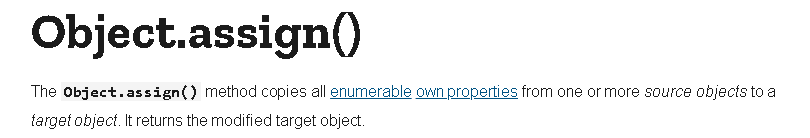 Object.assign()
The Object.assign() method copies all enumerable own properties from one or more source objects to a
target object. It returns the modified target object.